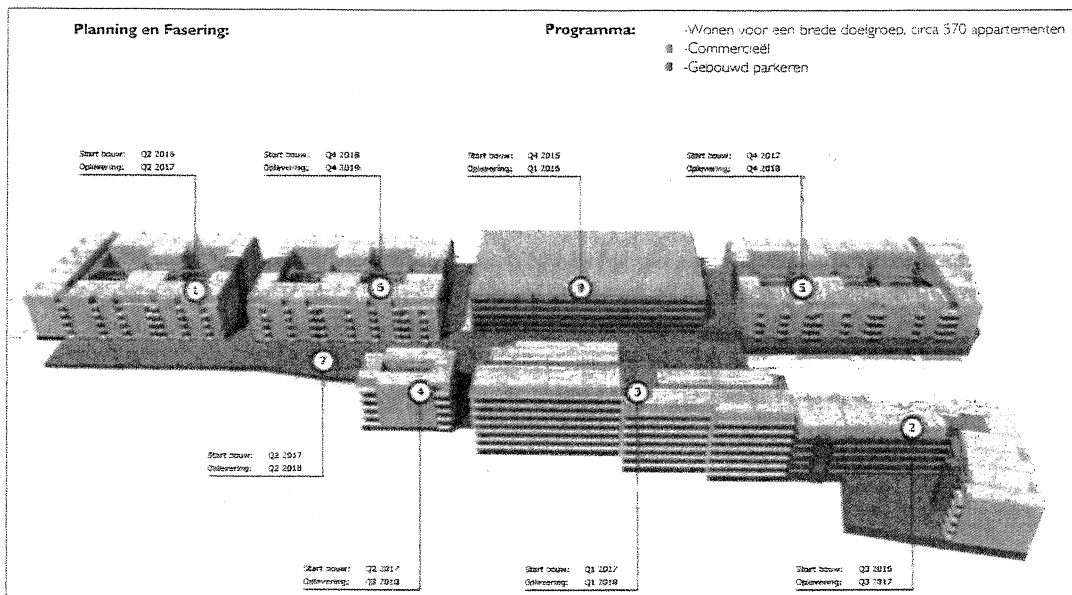 Planning en Fasering:
Programma:
-Wonen voor een brede doelgroep, circa 570 appartementen
-Commercieël
-Gebouwd parkeren
Start bouw: Q2 2016
Oplevering: Q2 2017
Start bouw: Q4 2018
Oplevering: Q4 2019
Start bouw: Q4 2015
Oplevering: Q1 2016
Start bouw: Q4 2017
Oplevering: Q4 2018
1
5
7
4
3
2
Start bouw: Q2 2017
Oplevering: Q2 2018
Start bouw: Q2 2017
Oplevering: Q3 2018
Start bouw: Q1 2017
Oplevering: Q1 2018
Start bouw: Q3 2016
Oplevering: Q3 2017